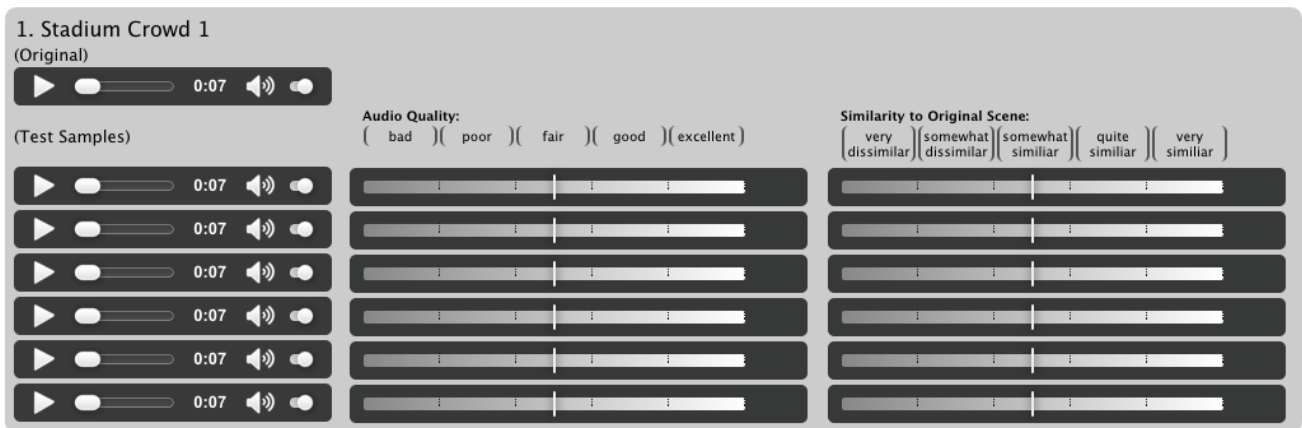 1. Stadium Crowd 1
(Original)
0:07
Audio Quality:
Similarity to Original Scene:
(Test Samples)
bad poor fair good excellent
very dissimilar somewhat dissimilar somewhat similiar quite similiar very similiar
0:07
0:07
0:07
0:07
0:07
0:07